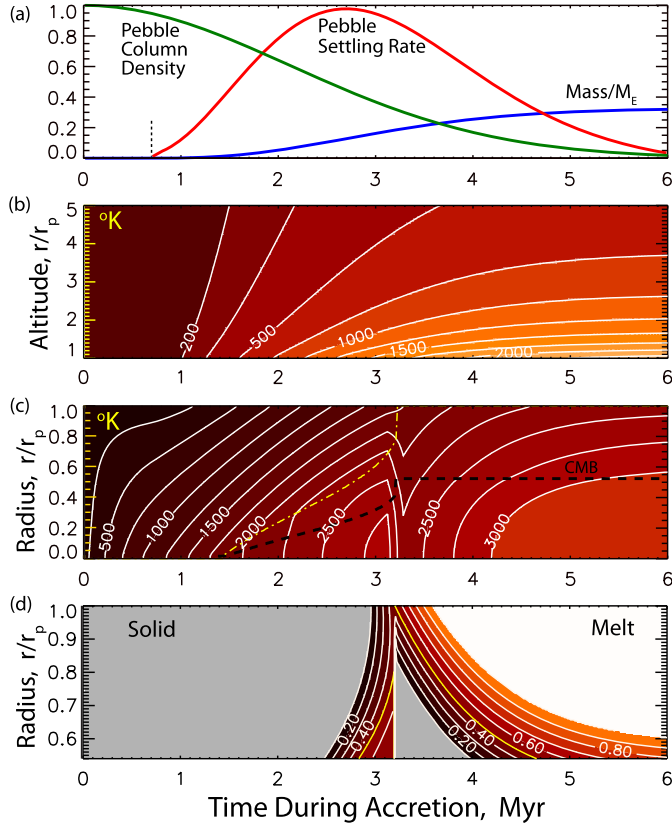 (a)
Pebble
Column
Density
Pebble
Settling Rate
Mass/M_E
1.0
0.8
0.6
0.4
0.2
0.0
0 1 2 3 4 5 6
(b)
°K
Altitude, r/r_p
5
4
3
2
1
200
500
1000
1500
2000
0 1 2 3 4 5 6
(c)
°K
Radius, r/r_p
1.0
0.8
0.6
0.4
0.2
0.0
500
1000
1500
2000
2500
2500
3000
CMB
0 1 2 3 4 5 6
(d)
Solid
Melt
Radius, r/r_p
1.0
0.9
0.8
0.7
0.6
0.20
0.40
0.20
0.40
0.60
0.80
0 1 2 3 4 5 6
Time During Accretion, Myr